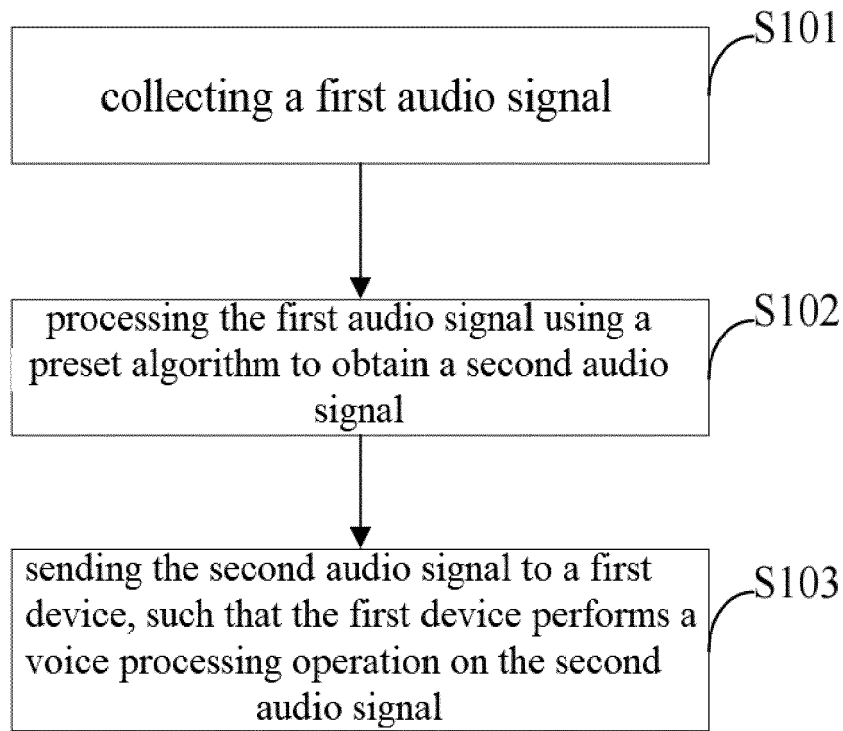 S101
collecting a first audio signal
S102
processing the first audio signal using a
preset algorithm to obtain a second audio
signal
S103
sending the second audio signal to a first
device, such that the first device performs a
voice processing operation on the second
audio signal